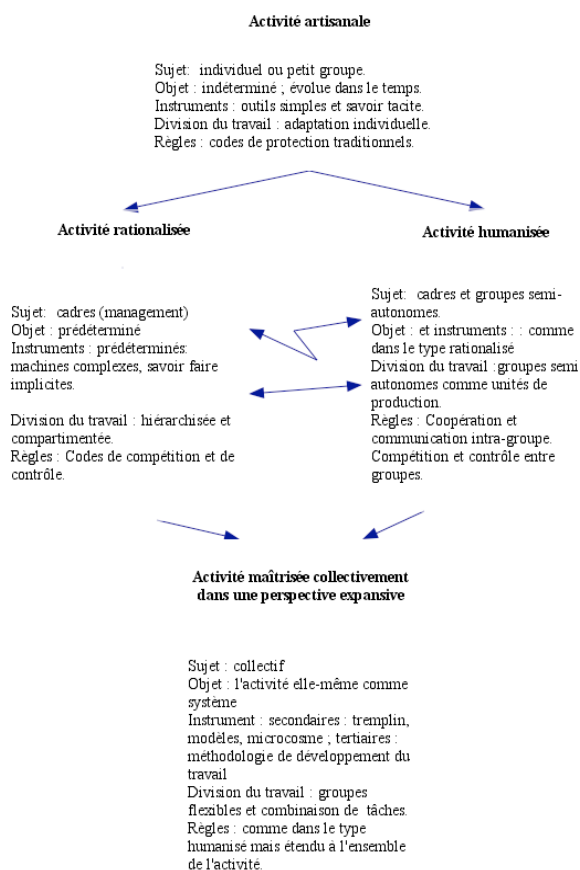 Activité artisanale
Sujet:  individuel ou petit groupe.
Objet : indéterminé ; évolue dans le temps.
Instruments : outils simples et savoir tacite.
Division du travail : adaptation individuelle.
Règles : codes de protection traditionnels.
Activité rationalisée
Sujet:  cadres (management)
Objet : prédéterminé
Instruments : prédéterminés:
machines complexes, savoir faire
implicites.
Division du travail : hiérarchisée et
compartimentée.
Règles : Codes de compétition et de
contrôle.
Activité humanisée
Sujet:  cadres et groupes semi-
autonomes.
Objet : et instruments : : comme
dans le type rationalisé
Division du travail :groupes semi
autonomes comme unités de
production.
Règles : Coopération et
communication intra-groupe.
Compétition et contrôle entre
groupes.
Activité maîtrisée collectivement
dans une perspective expansive
Sujet : collectif
Objet : l'activité elle-même comme
système
Instrument : secondaires : tremplin,
modèles, microcosme ; tertiaires :
méthodologie de développement du
travail
Division du travail : groupes
flexibles et combinaison de  tâches.
Règles : comme dans le type
humanisé mais étendu à l'ensemble
de l'activité.